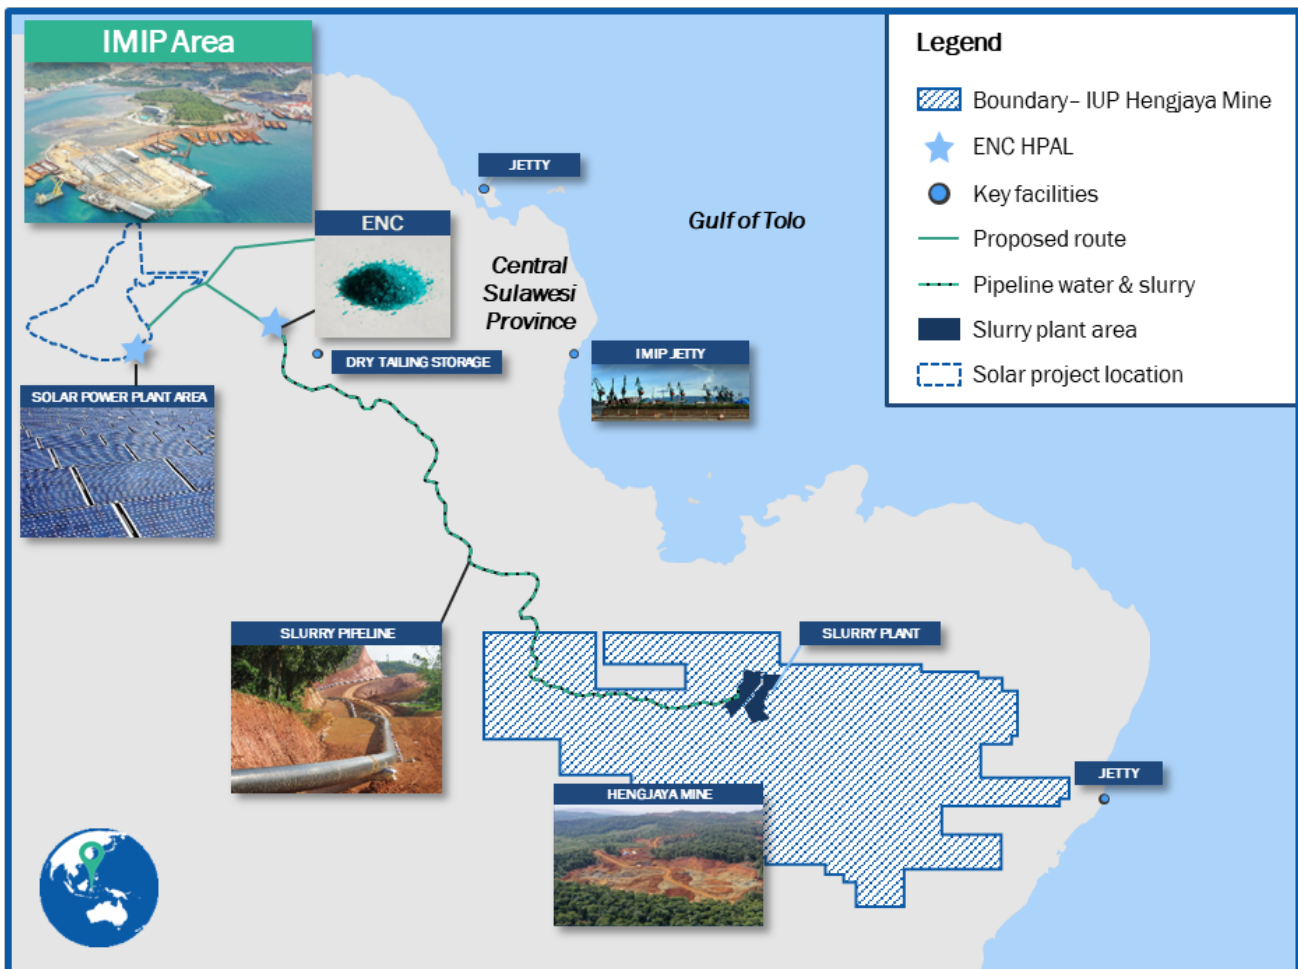 IMIP Area
Legend
Boundary– IUP Hengjaya Mine
ENC HPAL
Key facilities
Proposed route
Pipeline water & slurry
Slurry plant area
Solar project location
JETTY
Gulf of Tolo
ENC
Central
Sulawesi
Province
DRY TAILING STORAGE
IMIP JETTY
SOLAR POWER PLANT AREA
SLURRY PIPELINE
SLURRY PLANT
JETTY
HENGJAYA MINE